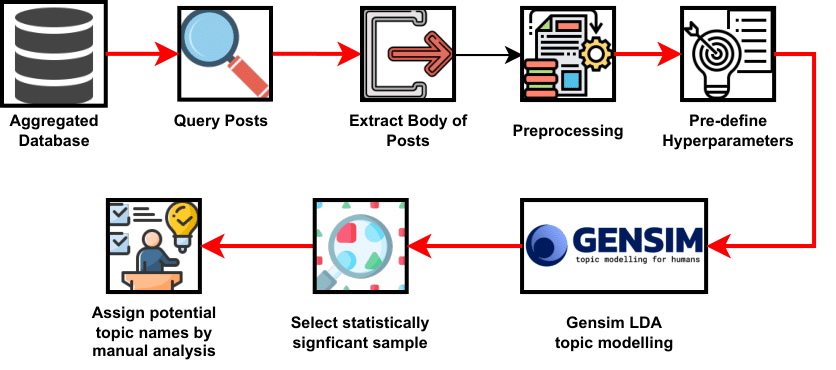 Aggregated
Database
Query Posts
Extract Body of
Posts
Preprocessing
Pre-define
Hyperparameters
GENSIM
topic modelling for humans
Assign potential
topic names by
manual analysis
Select statistically
signficant sample
Gensim LDA
topic modelling